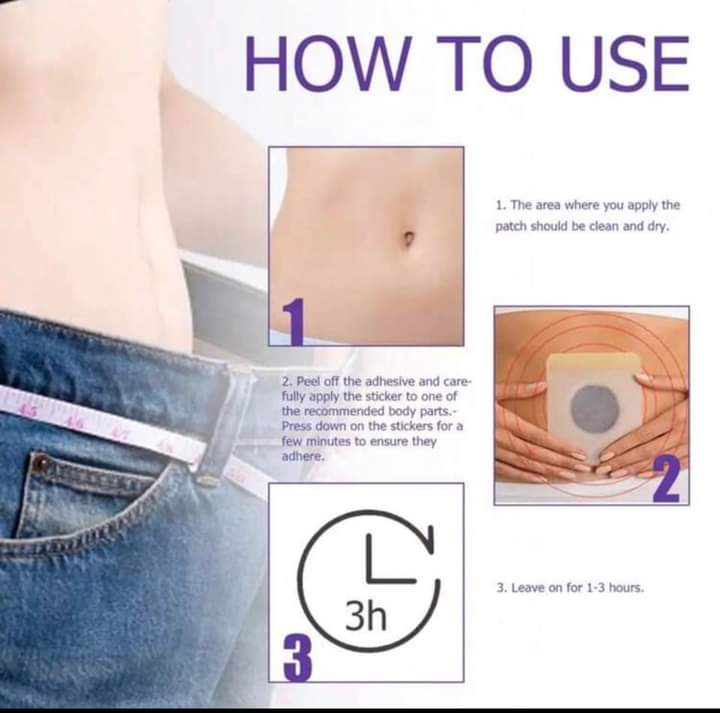 HOW TO USE
1. The area where you apply the
patch should be clean and dry.
1
2. Peel off the adhesive and care-
fully apply the sticker to one of
the recommended body parts.-
Press down on the stickers for a
few minutes to ensure they
adhere.
2
3h
3
3. Leave on for 1-3 hours.
45 46 47